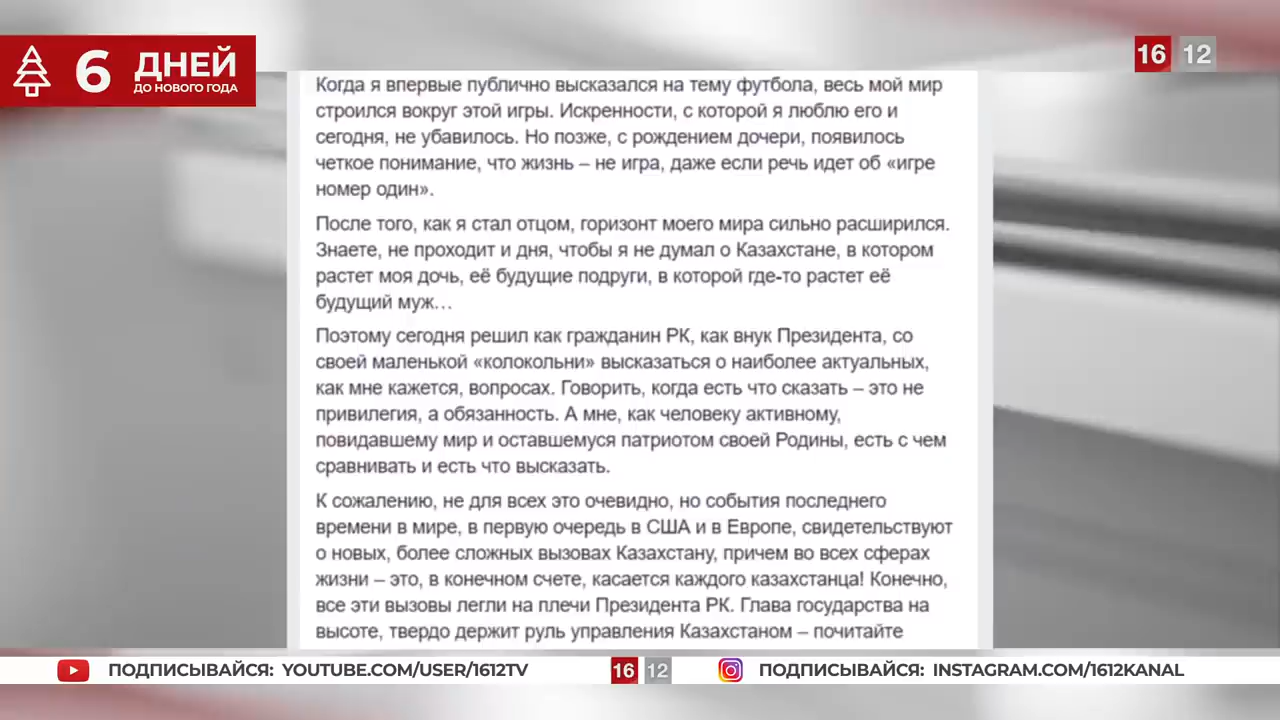 6 ДНЕЙ
ДО НОВОГО ГОДА
16 12
Когда я впервые публично высказался на тему футбола, весь мой мир
строился вокруг этой игры. Искренности, с которой я люблю его и
сегодня, не убавилось. Но позже, с рождением дочери, появилось
четкое понимание, что жизнь – не игра, даже если речь идет об «игре
номер один».
После того, как я стал отцом, горизонт моего мира сильно расширился.
Знаете, не проходит и дня, чтобы я не думал о Казахстане, в котором
растет моя дочь, её будущие подруги, в которой где-то растет её
будущий муж…
Поэтому сегодня решил как гражданин РК, как внук Президента, со
своей маленькой «колокольни» высказаться о наиболее актуальных,
как мне кажется, вопросах. Говорить, когда есть что сказать – это не
привилегия, а обязанность. А мне, как человеку активному,
повидавшему мир и оставшемуся патриотом своей Родины, есть с чем
сравнивать и есть что высказать.
К сожалению, не для всех это очевидно, но события последнего
времени в мире, в первую очередь в США и в Европе, свидетельствуют
о новых, более сложных вызовах Казахстану, причем во всех сферах
жизни – это, в конечном счете, касается каждого казахстанца! Конечно,
все эти вызовы легли на плечи Президента РК. Глава государства на
высоте, твердо держит руль управления Казахстаном – почитайте
ПОДПИСЫВАЙСЯ: YOUTUBE.COM/USER/1612TV
16 12
ПОДПИСЫВАЙСЯ: INSTAGRAM.COM/1612KANAL